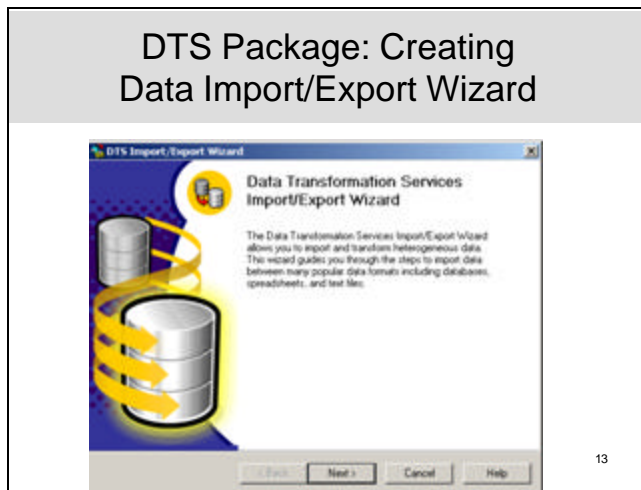 DTS Package: Creating
Data Import/Export Wizard
DTS Import/Export Wizard
Data Transformation Services
Import/Export Wizard
The Data Transformation Services Import/Export Wizard
allows you to import and transform heterogeneous data.
This wizard guides you through the steps to import data
between many popular data formats including databases,
spreadsheets, and text files.
< Back
Next >
Cancel
Help
13